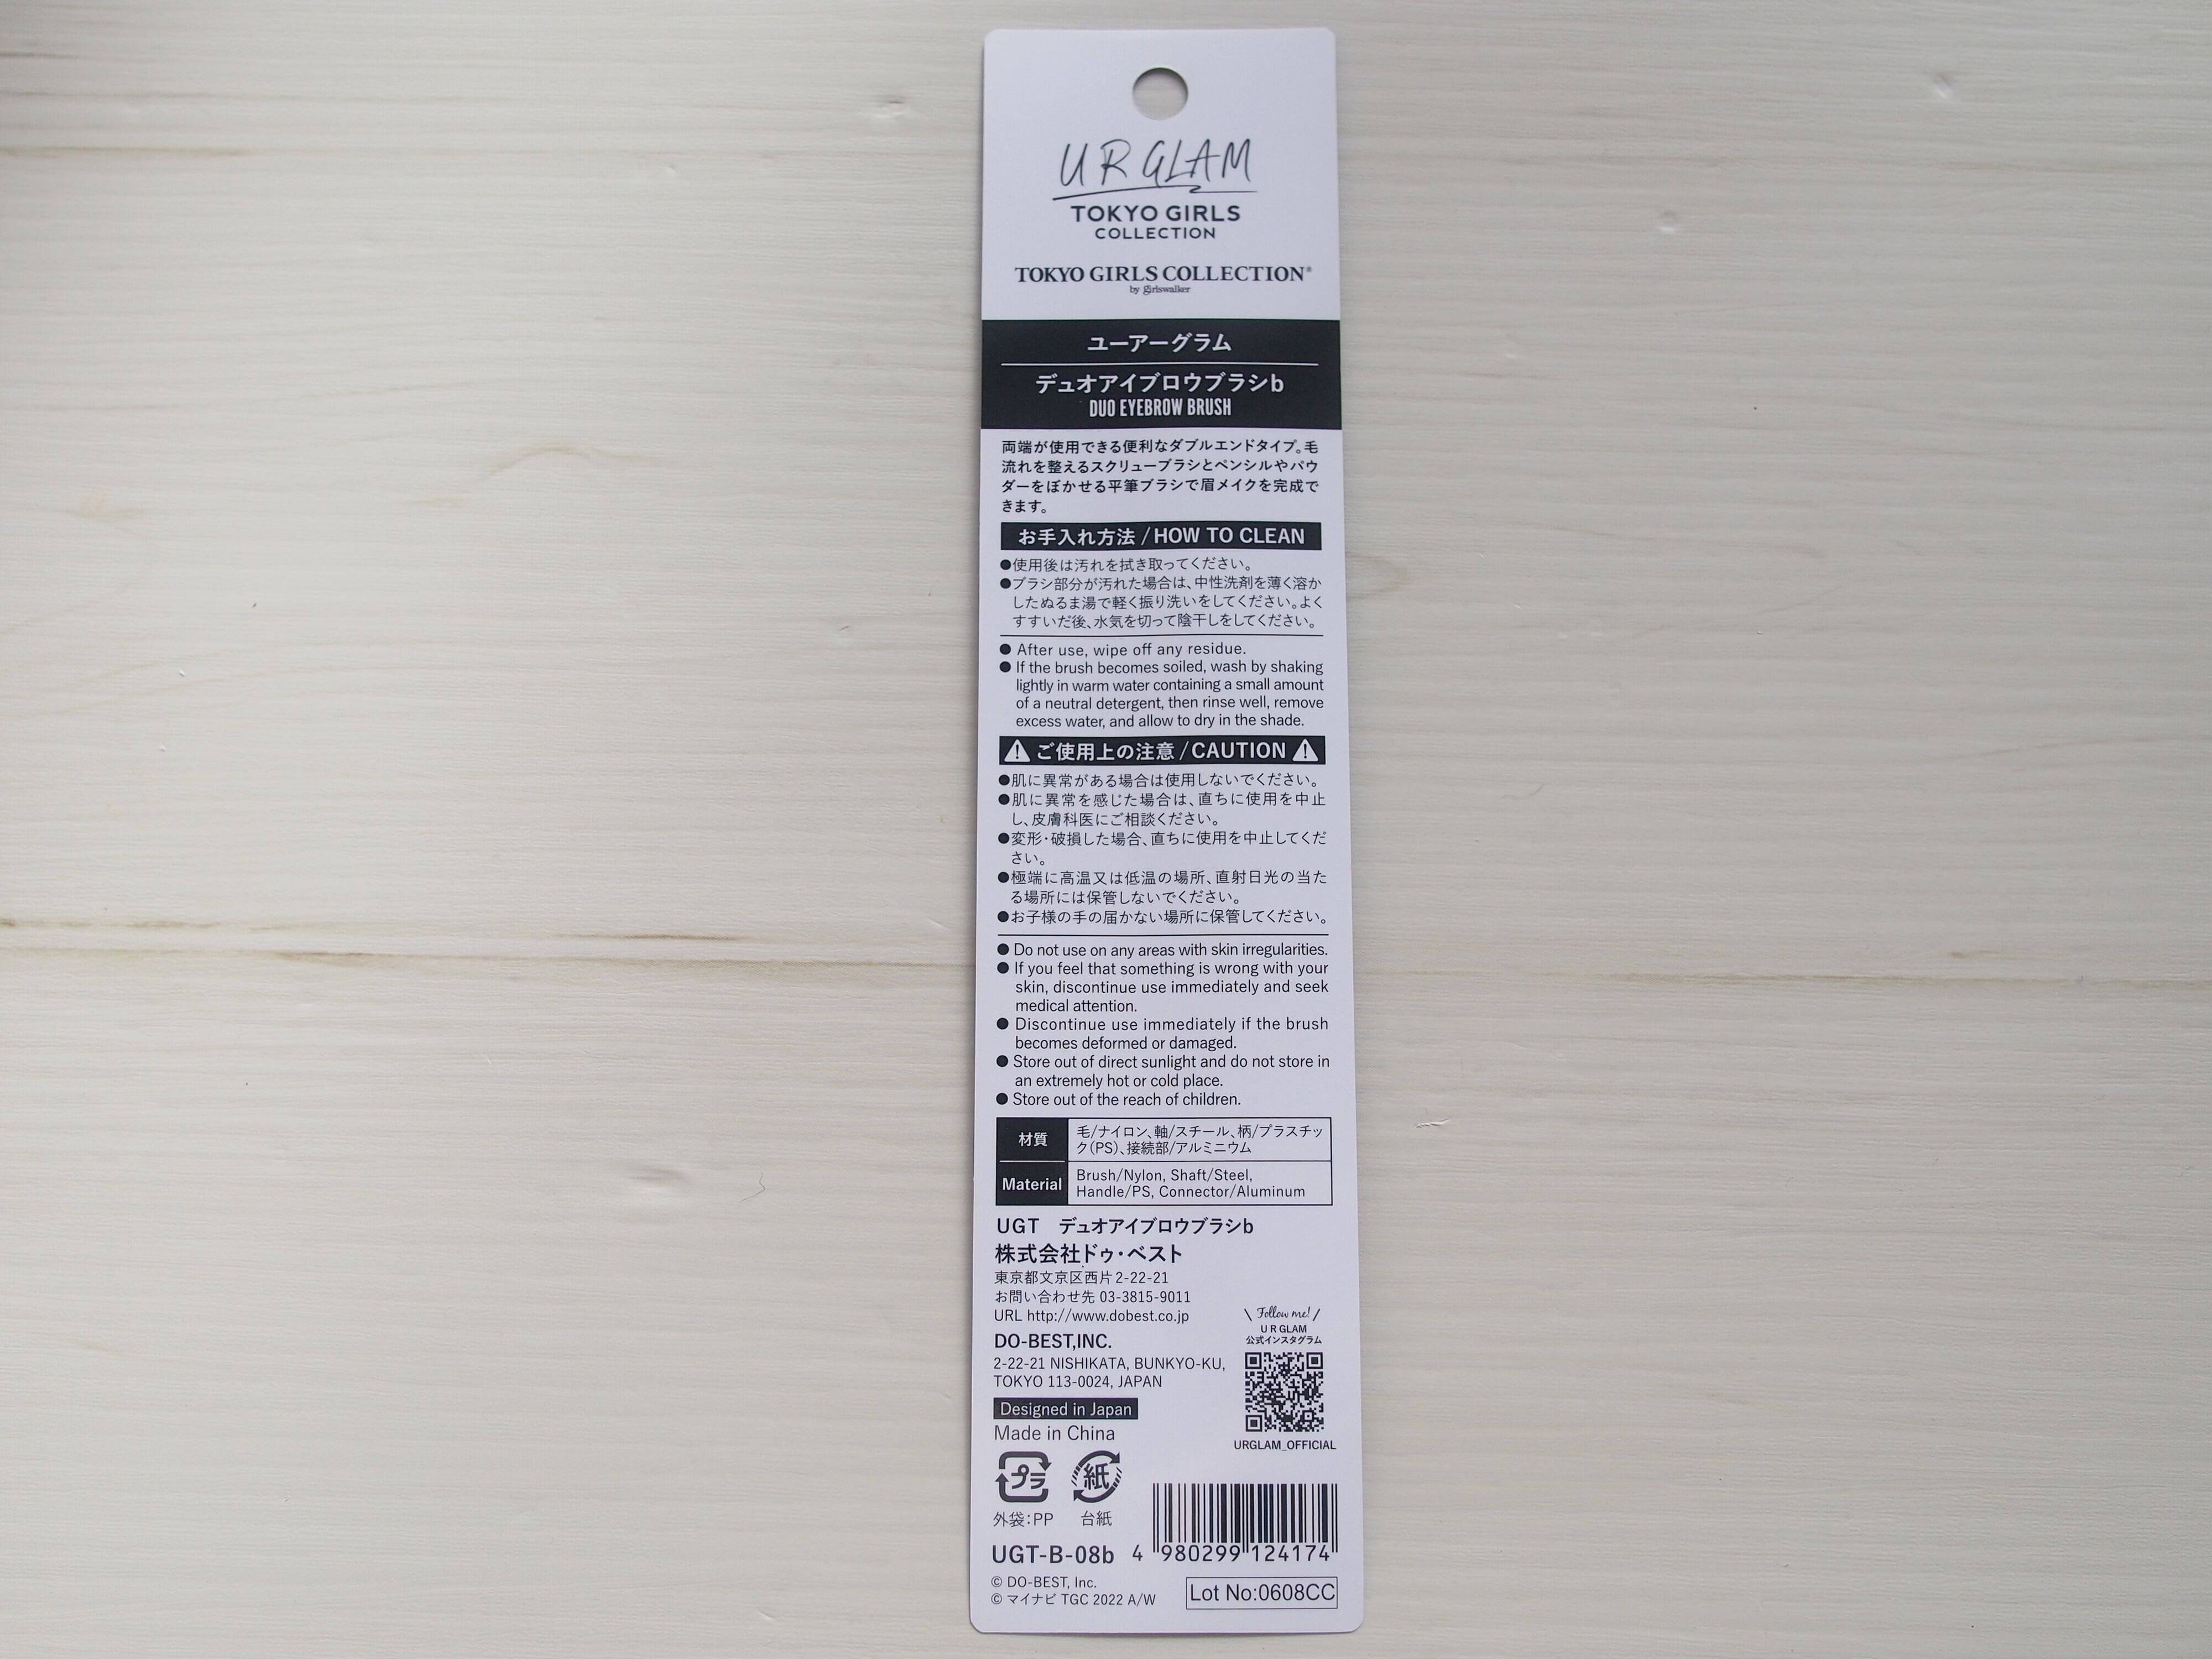 U R GLAM
TOKYO GIRLS
COLLECTION
TOKYO GIRLS COLLECTION®
by girlswalker
ユーアーグラム
デュオアイブロウブラシb
DUO EYEBROW BRUSH
両端が使用できる便利なダブルエンドタイプ。毛
流れを整えるスクリューブラシとペンシルやパウ
ダーをぼかせる平筆ブラシで眉メイクを完成で
きます。
お手入れ方法 / HOW TO CLEAN
●使用後は汚れを拭き取ってください。
●ブラシ部分が汚れた場合は、中性洗剤を薄く溶か
したぬるま湯で軽く振り洗いをしてください。よく
すすいだ後、水気を切って陰干しをしてください。
● After use, wipe off any residue.
● If the brush becomes soiled, wash by shaking
lightly in warm water containing a small amount
of a neutral detergent, then rinse well, remove
excess water, and allow to dry in the shade.
⚠ ご使用上の注意 / CAUTION ⚠
●肌に異常がある場合は使用しないでください。
●肌に異常を感じた場合は、直ちに使用を中止
し、皮膚科医にご相談ください。
●変形・破損した場合、直ちに使用を中止してくだ
さい。
●極端に高温又は低温の場所、直射日光の当た
る場所には保管しないでください。
●お子様の手の届かない場所に保管してください。
● Do not use on any areas with skin irregularities.
● If you feel that something is wrong with your
skin, discontinue use immediately and seek
medical attention.
● Discontinue use immediately if the brush
becomes deformed or damaged.
● Store out of direct sunlight and do not store in
an extremely hot or cold place.
● Store out of the reach of children.
材質
毛/ナイロン、軸/スチール、柄/プラスチッ
ク(PS)、接続部/アルミニウム
Material
Brush/Nylon, Shaft/Steel,
Handle/PS, Connector/Aluminum
UGT デュオアイブロウブラシb
株式会社ドゥ・ベスト
東京都文京区西片2-22-21
お問い合わせ先 03-3815-9011
URL http://www.dobest.co.jp
DO-BEST,INC.
2-22-21 NISHIKATA, BUNKYO-KU,
TOKYO 113-0024, JAPAN
\ Follow me! /
U R GLAM
公式インスタグラム
URGLAM_OFFICIAL
Designed in Japan
Made in China
プラ 紙
外袋:PP 台紙
UGT-B-08b
4 980299 124174
© DO-BEST, Inc.
© マイナビ TGC 2022 A/W
Lot No:0608CC